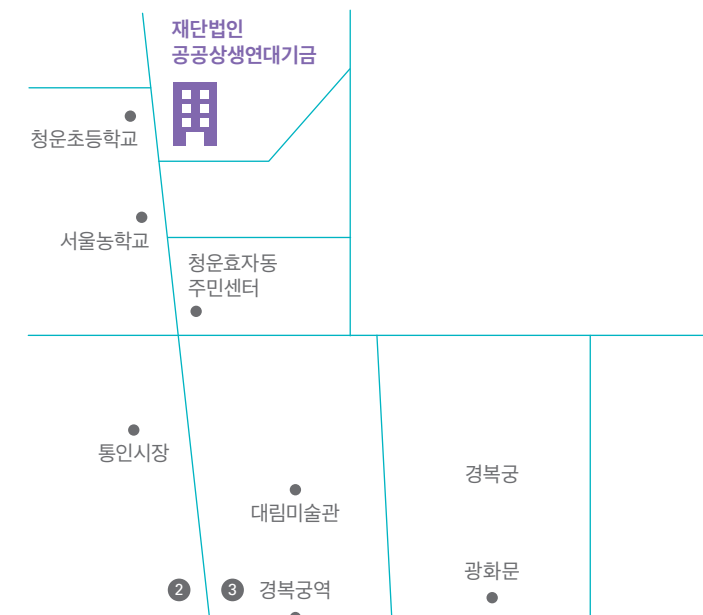 재단법인
공공상생연대기금
청운초등학교
서울농학교
청운효자동
주민센터
통인시장
경복궁
대림미술관
광화문
2 3 경복궁역